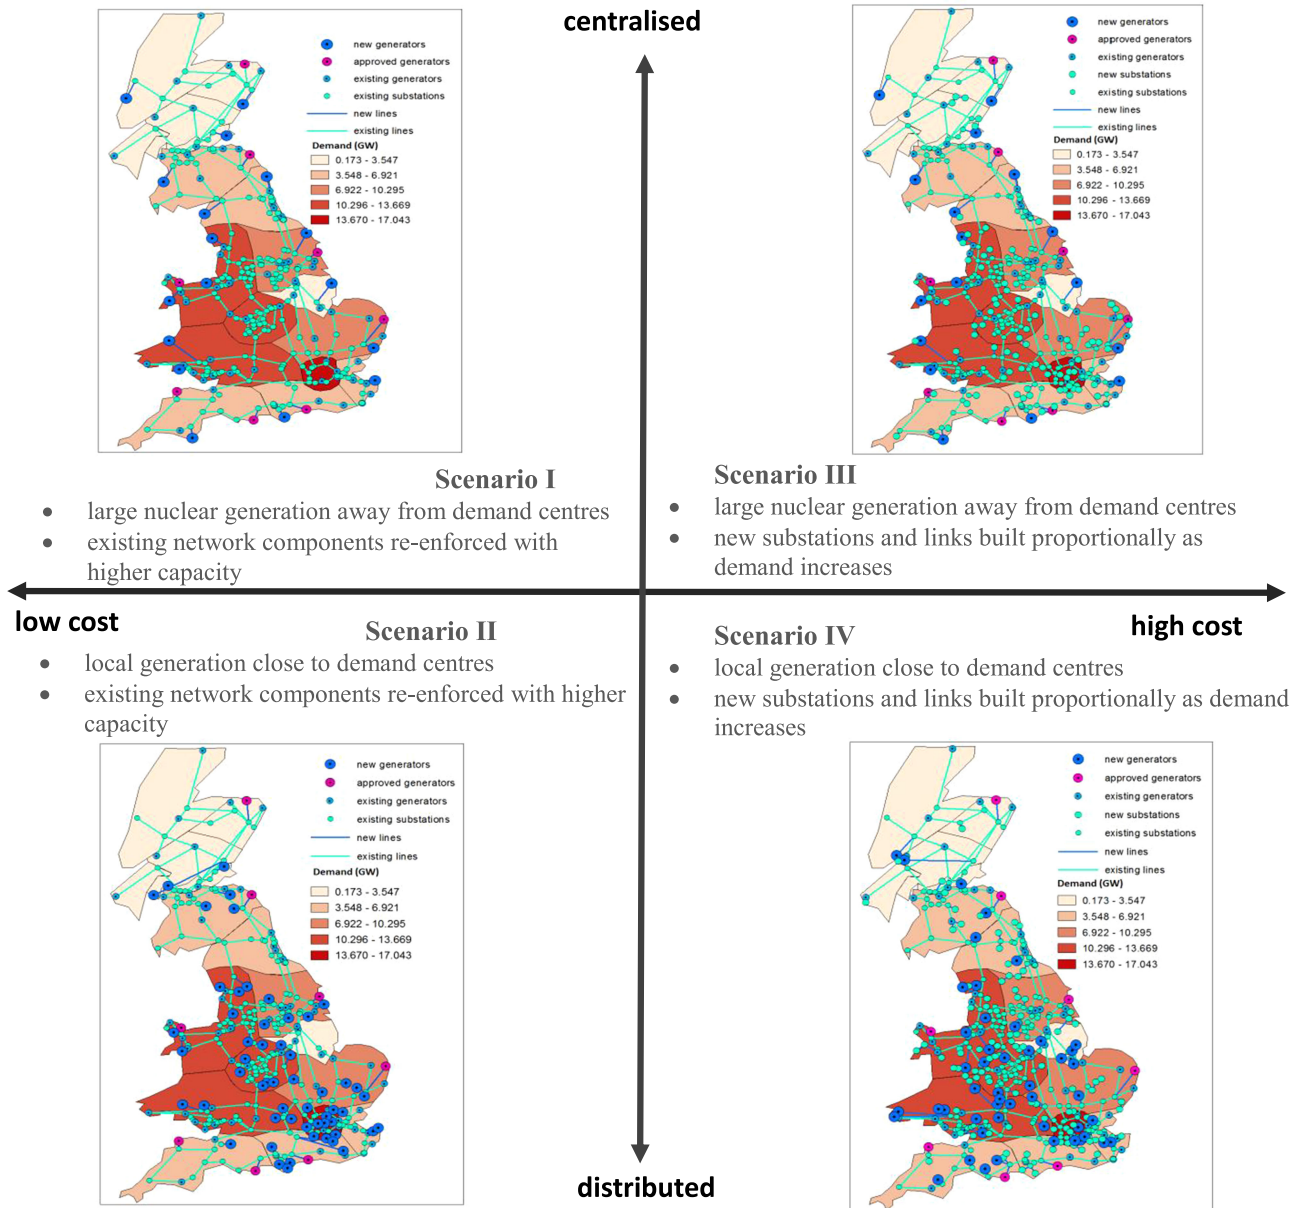 centralised
new generators
approved generators
existing generators
existing substations
new lines
existing lines
Demand (GW)
0.173 - 3.547
3.548 - 6.921
6.922 - 10.295
10.296 - 13.669
13.670 - 17.043
new generators
approved generators
existing generators
new substations
existing substations
new lines
existing lines
Demand (GW)
0.173 - 3.547
3.548 - 6.921
6.922 - 10.295
10.296 - 13.669
13.670 - 17.043
Scenario I
• large nuclear generation away from demand centres
• existing network components re-enforced with
higher capacity
Scenario III
• large nuclear generation away from demand centres
• new substations and links built proportionally as
demand increases
low cost
high cost
Scenario II
• local generation close to demand centres
• existing network components re-enforced with higher
capacity
Scenario IV
• local generation close to demand centres
• new substations and links built proportionally as demand
increases
new generators
approved generators
existing generators
existing substations
new lines
existing lines
Demand (GW)
0.173 - 3.547
3.548 - 6.921
6.922 - 10.295
10.296 - 13.669
13.670 - 17.043
new generators
approved generators
existing generators
new substations
existing substations
new lines
existing lines
Demand (GW)
0.173 - 3.547
3.548 - 6.921
6.922 - 10.295
10.296 - 13.669
13.670 - 17.043
distributed